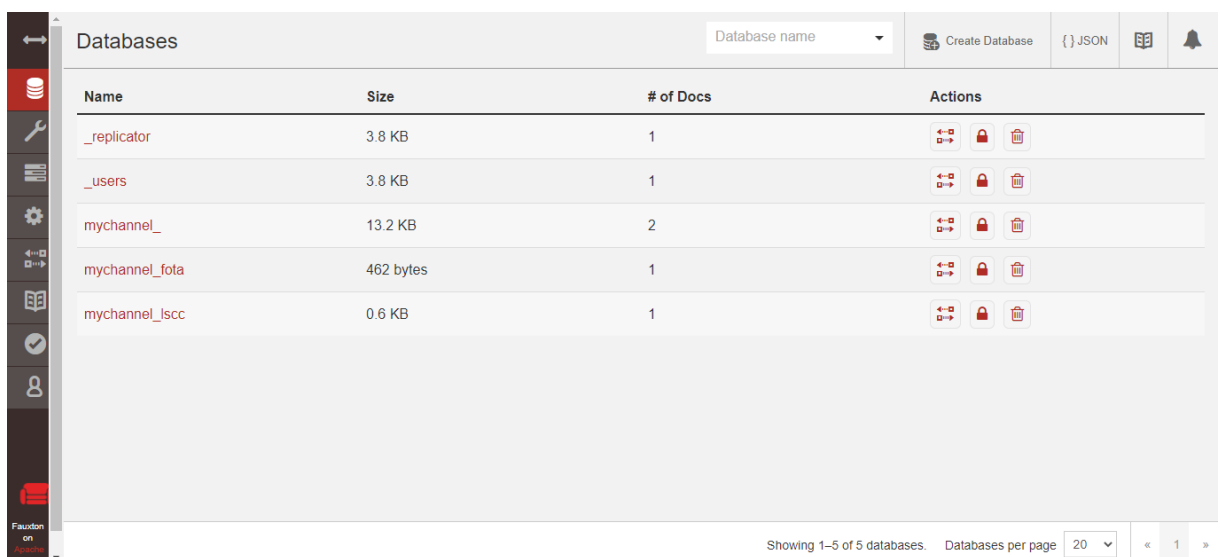 Databases
Database name
Create Database
{ } JSON
Name Size # of Docs Actions
_replicator 3.8 KB 1
_users 3.8 KB 1
mychannel_ 13.2 KB 2
mychannel_fota 462 bytes 1
mychannel_lscc 0.6 KB 1
Fauxton
on
Apache
Showing 1–5 of 5 databases. Databases per page 20 « 1 »